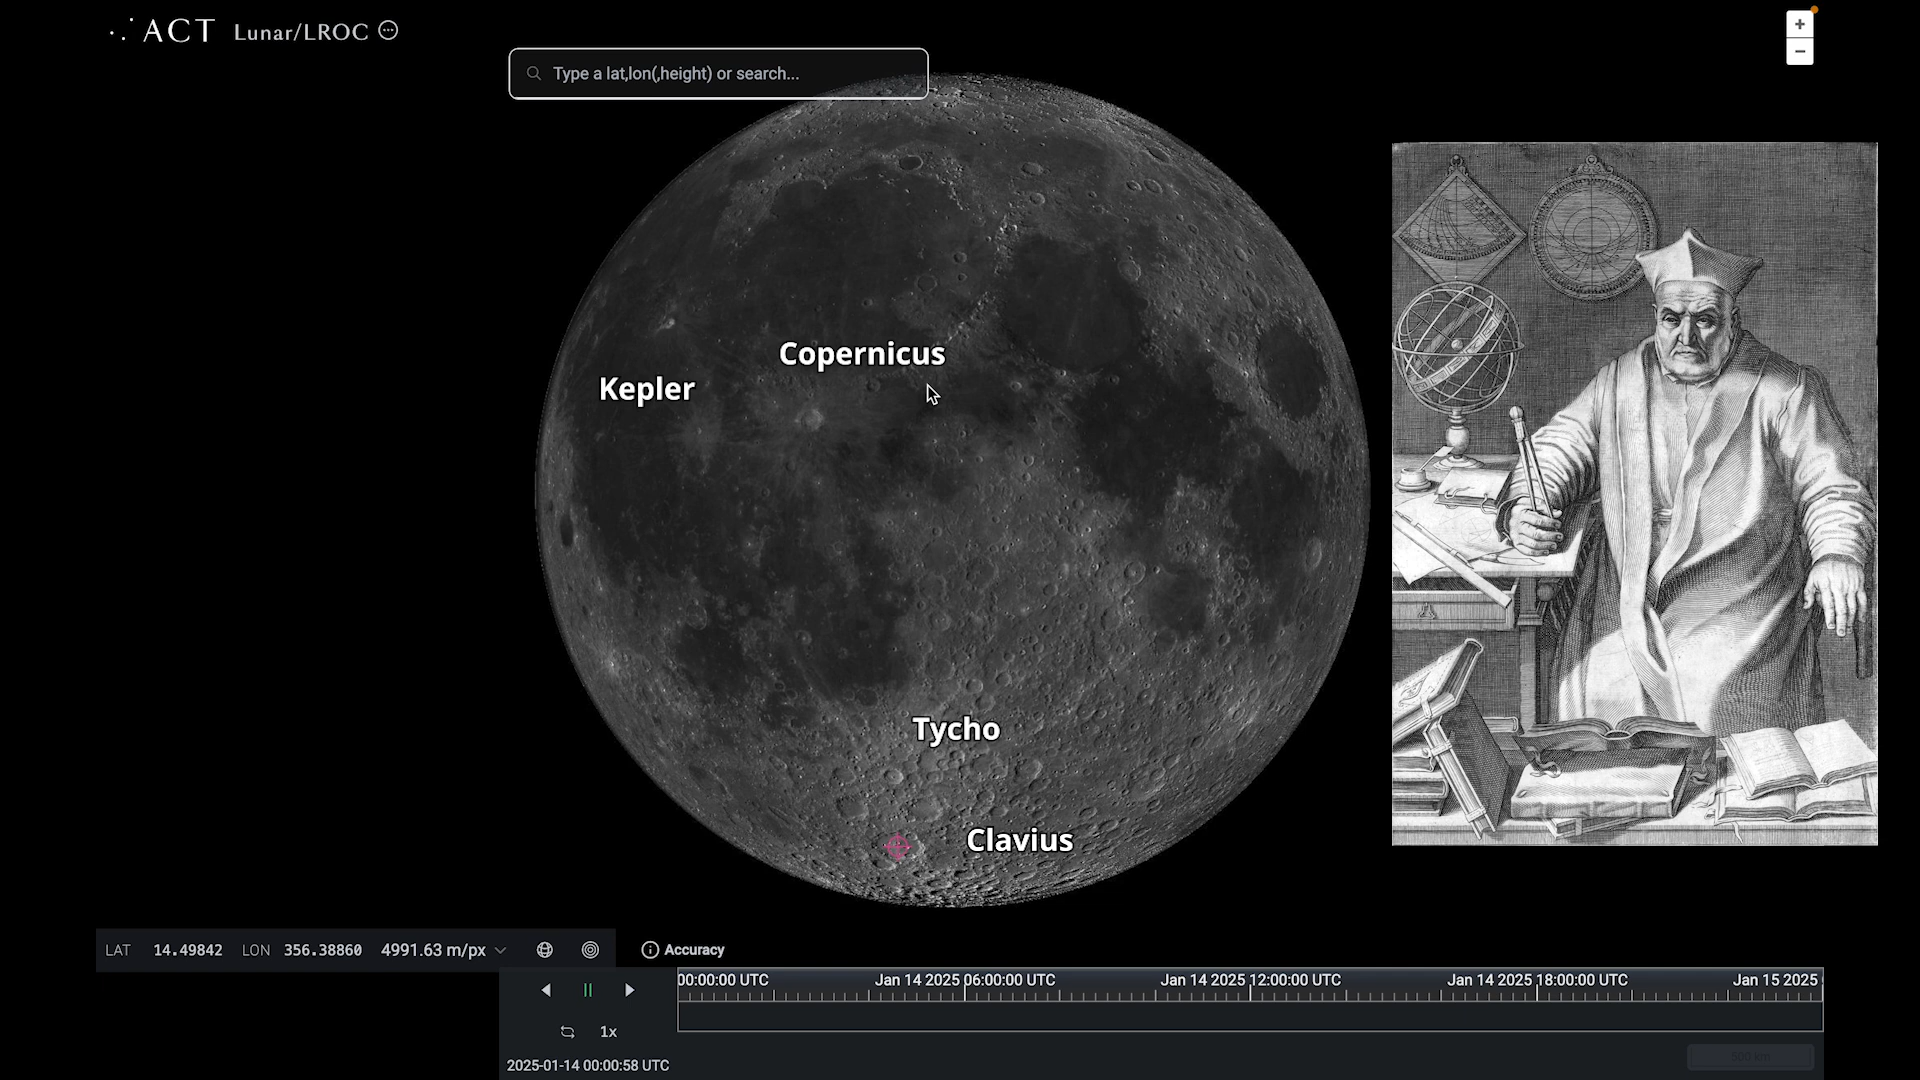 ACT Lunar/LROC
Type a lat,lon(,height) or search...
+
−
Copernicus
Kepler
Tycho
Clavius
LAT 14.49842 LON 356.38860 4991.63 m/px
Accuracy
00:00:00 UTC Jan 14 2025 06:00:00 UTC Jan 14 2025 12:00:00 UTC Jan 14 2025 18:00:00 UTC Jan 15 2025
1x
2025-01-14 00:00:58 UTC
500 km